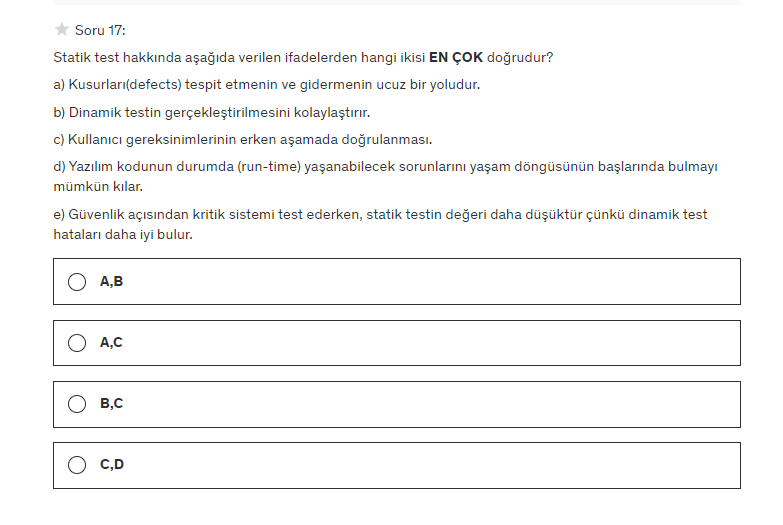 Soru 17:
Statik test hakkında aşağıda verilen ifadelerden hangi ikisi EN ÇOK doğrudur?
a) Kusurları(defects) tespit etmenin ve gidermenin ucuz bir yoludur.
b) Dinamik testin gerçekleştirilmesini kolaylaştırır.
c) Kullanıcı gereksinimlerinin erken aşamada doğrulanması.
d) Yazılım kodunun durumda (run-time) yaşanabilecek sorunlarını yaşam döngüsünün başlarında bulmayı
mümkün kılar.
e) Güvenlik açısından kritik sistemi test ederken, statik testin değeri daha düşüktür çünkü dinamik test
hataları daha iyi bulur.
A,B
A,C
B,C
C,D